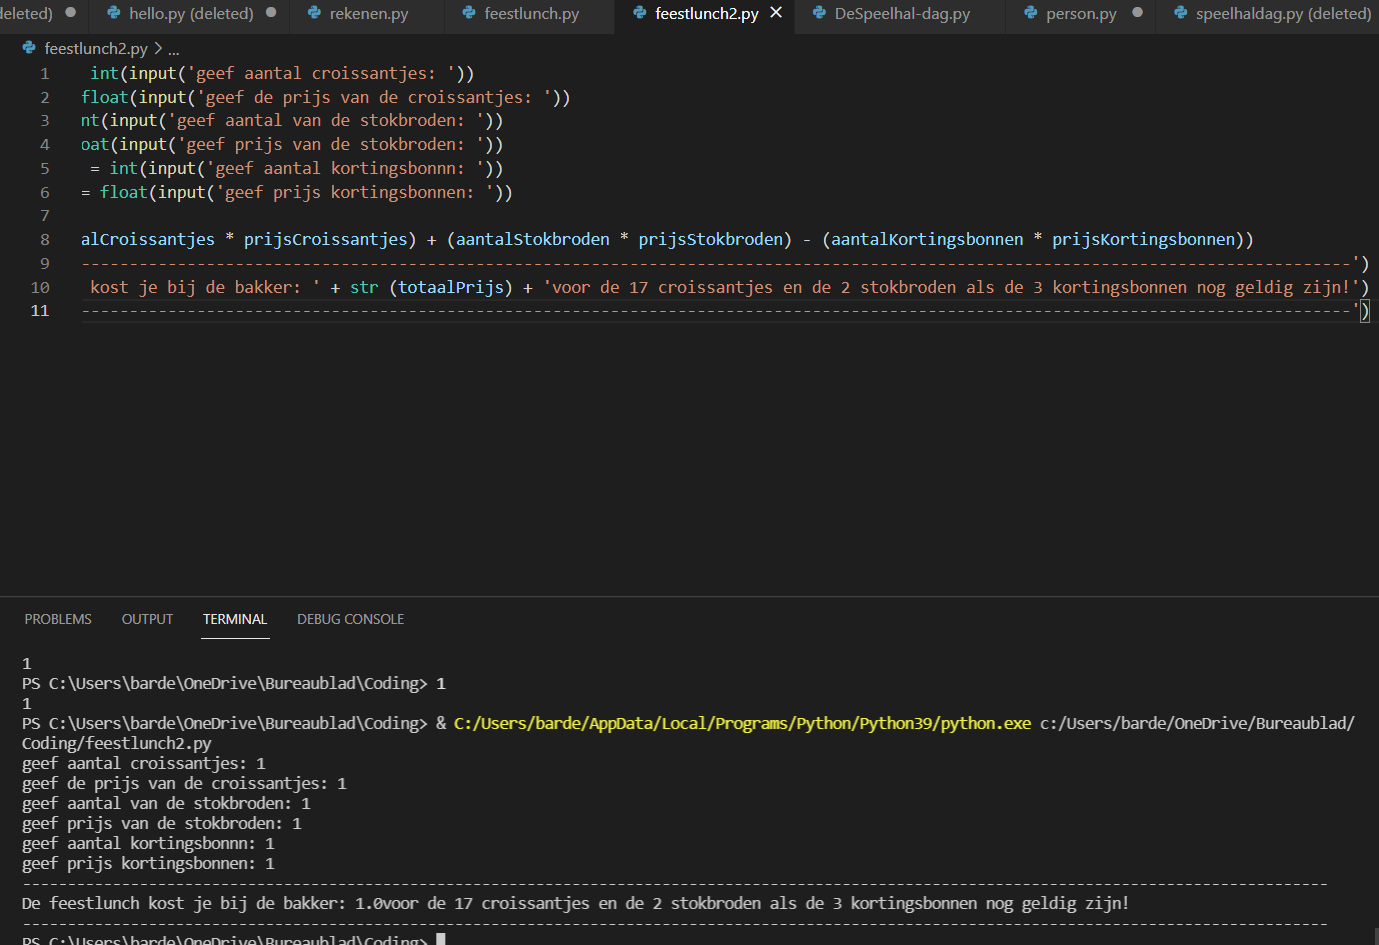 deleted) ● hello.py (deleted) ● rekenen.py feestlunch.py feestlunch2.py × DeSpeelhal-dag.py person.py ● speelhaldag.py (deleted)
feestlunch2.py > ...
1 int(input('geef aantal croissantjes: '))
2 float(input('geef de prijs van de croissantjes: '))
3 nt(input('geef aantal van de stokbroden: '))
4 oat(input('geef prijs van de stokbroden: '))
5 = int(input('geef aantal kortingsbonnn: '))
6 = float(input('geef prijs kortingsbonnen: '))
7
8 alCroissantjes * prijsCroissantjes) + (aantalStokbroden * prijsStokbroden) - (aantalKortingsbonnen * prijsKortingsbonnen))
9 -------------------------------------------------------------------------------------------------------------------------------------')
10 kost je bij de bakker: ' + str (totaalPrijs) + 'voor de 17 croissantjes en de 2 stokbroden als de 3 kortingsbonnen nog geldig zijn!')
11 -------------------------------------------------------------------------------------------------------------------------------------')
PROBLEMS OUTPUT TERMINAL DEBUG CONSOLE
1
PS C:\Users\barde\OneDrive\Bureaublad\Coding> 1
1
PS C:\Users\barde\OneDrive\Bureaublad\Coding> & C:/Users/barde/AppData/Local/Programs/Python/Python39/python.exe c:/Users/barde/OneDrive/Bureaublad/
Coding/feestlunch2.py
geef aantal croissantjes: 1
geef de prijs van de croissantjes: 1
geef aantal van de stokbroden: 1
geef prijs van de stokbroden: 1
geef aantal kortingsbonnn: 1
geef prijs kortingsbonnen: 1
-------------------------------------------------------------------------------------------------------------------------------------------------
De feestlunch kost je bij de bakker: 1.0voor de 17 croissantjes en de 2 stokbroden als de 3 kortingsbonnen nog geldig zijn!
-------------------------------------------------------------------------------------------------------------------------------------------------
PS C:\Users\barde\OneDrive\Bureaublad\Coding>